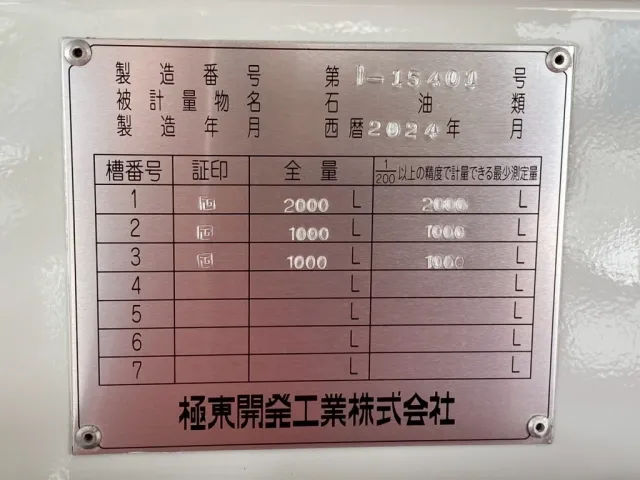 製造番号 第 I-15401 号
被計量物名 石油類
製造年月 西暦2024年 月
槽番号 証印 全量 1/200以上の精度で計量できる最少測定量
1 2000 L 2000 L
2 1000 L 1000 L
3 1000 L 1000 L
4 L L
5 L L
6 L L
7 L L
極東開発工業株式会社